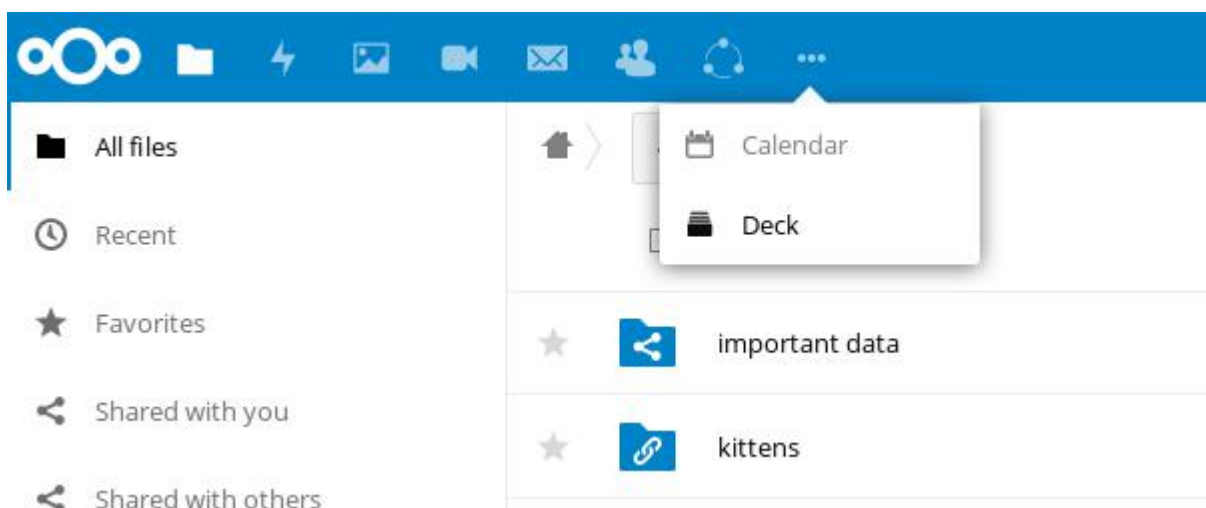 Calendar
Deck
All files
Recent
Favorites
Shared with you
Shared with others
important data
kittens